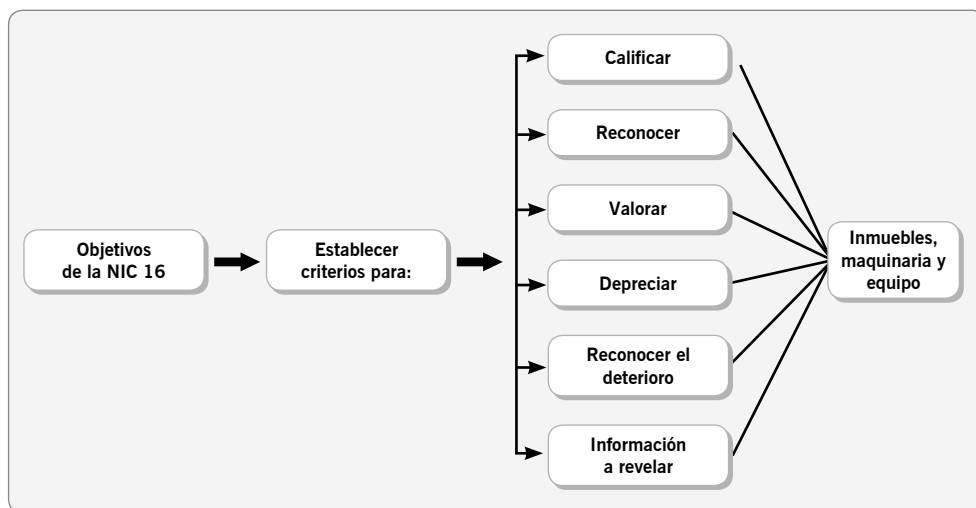 Objetivos
de la NIC 16
Establecer
criterios para:
Calificar
Reconocer
Valorar
Depreciar
Reconocer el
deterioro
Información
a revelar
Inmuebles,
maquinaria y
equipo